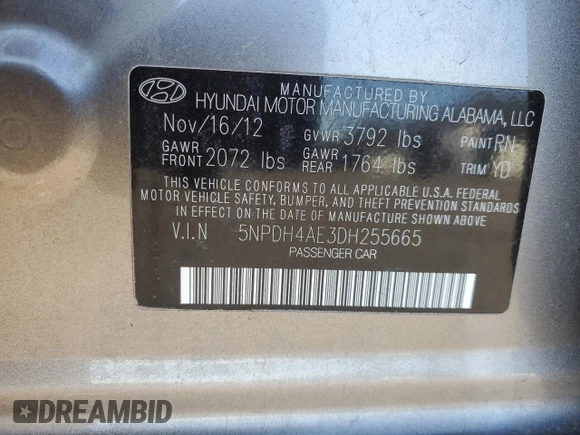 MANUFACTURED BY
HYUNDAI MOTOR MANUFACTURING ALABAMA, LLC
Nov/16/12 GVWR 3792 lbs PAINT RN
GAWR FRONT 2072 lbs GAWR REAR 1764 lbs TRIM YD
THIS VEHICLE CONFORMS TO ALL APPLICABLE U.S.A. FEDERAL
MOTOR VEHICLE SAFETY, BUMPER, AND THEFT PREVENTION
STANDARDS IN EFFECT ON THE DATE OF MANUFACTURE SHOWN ABOVE
V.I.N 5NPDH4AE3DH255665
PASSENGER CAR
DREAMBID